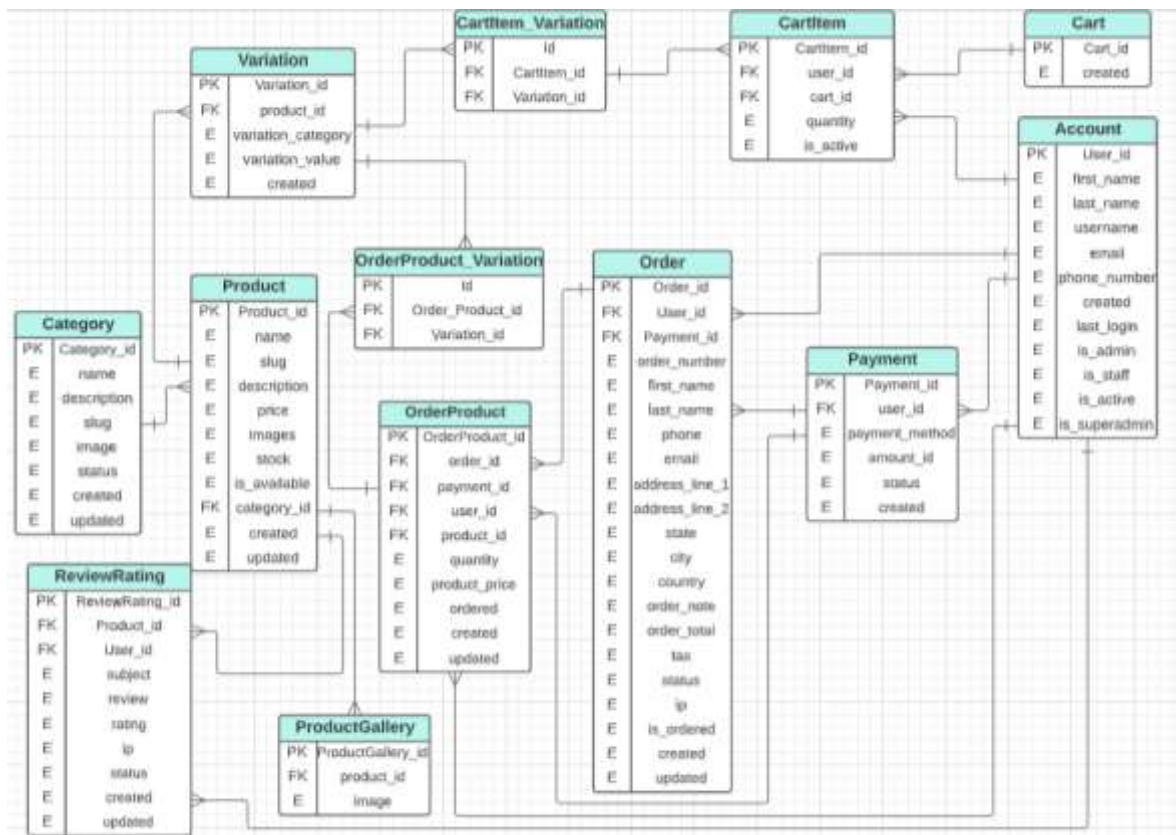 CartItem_Variation
PK Id
FK CartItem_id
FK Variation_id
CartItem
PK CartItem_id
FK user_id
FK cart_id
E quantity
E is_active
Cart
PK Cart_id
E created
Variation
PK Variation_id
FK product_id
E variation_category
E variation_value
E created
Account
PK User_id
E first_name
E last_name
E username
E email
E phone_number
E created
E last_login
E is_admin
E is_staff
E is_active
E is_superadmin
OrderProduct_Variation
PK Id
FK Order_Product_id
FK Variation_id
Order
PK Order_id
FK User_id
FK Payment_id
E order_number
E first_name
E last_name
E phone
E email
E address_line_1
E address_line_2
E state
E city
E country
E order_note
E order_total
E tax
E status
E ip
E is_ordered
E created
E updated
Product
PK Product_id
E name
E slug
E description
E price
E images
E stock
E is_available
FK category_id
E created
E updated
Category
PK Category_id
E name
E description
E slug
E image
E status
E created
E updated
Payment
PK Payment_id
FK user_id
E payment_method
E amount_id
E status
E created
OrderProduct
PK OrderProduct_id
FK order_id
FK payment_id
FK user_id
FK product_id
E quantity
E product_price
E ordered
E created
E updated
ReviewRating
PK ReviewRating_id
FK Product_id
FK User_id
E subject
E review
E rating
E ip
E status
E created
E updated
ProductGallery
PK ProductGallery_id
FK product_id
E image